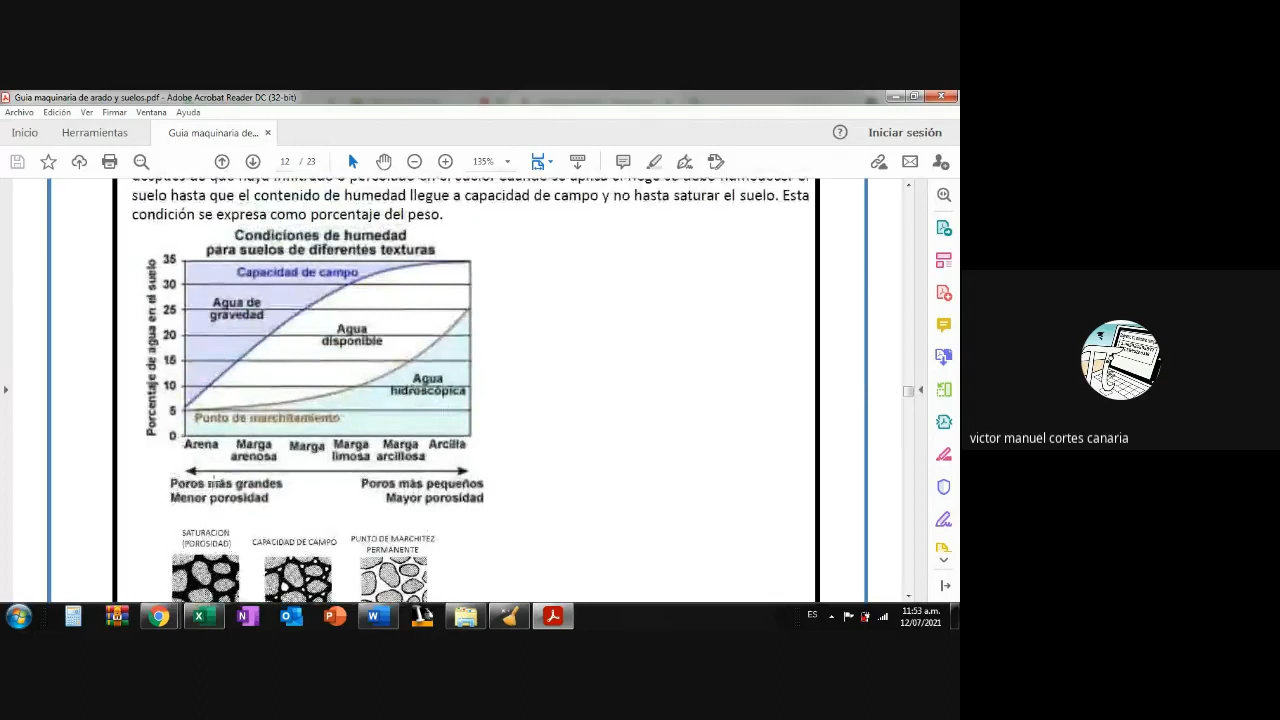 Guia maquinaria de arado y suelos.pdf - Adobe Acrobat Reader DC (32-bit)
Archivo Edición Ver Firmar Ventana Ayuda
Inicio Herramientas Guia maquinaria de... × Iniciar sesión
12 / 23 135%
suelo hasta que el contenido de humedad llegue a capacidad de campo y no hasta saturar el suelo. Esta
condición se expresa como porcentaje del peso.
Condiciones de humedad
para suelos de diferentes texturas
Porcentaje de agua en el suelo
35
30
25
20
15
10
5
0
Capacidad de campo
Agua de
gravedad
Agua
disponible
Agua
hidroscópica
Punto de marchitamiento
Arena Marga Marga Marga Marga Arcilla
arenosa limosa arcillosa
Poros más grandes Poros más pequeños
Menor porosidad Mayor porosidad
SATURACION
(POROSIDAD)
CAPACIDAD DE CAMPO
PUNTO DE MARCHITEZ
PERMANENTE
victor manuel cortes canaria
ES
11:53 a.m.
12/07/2021